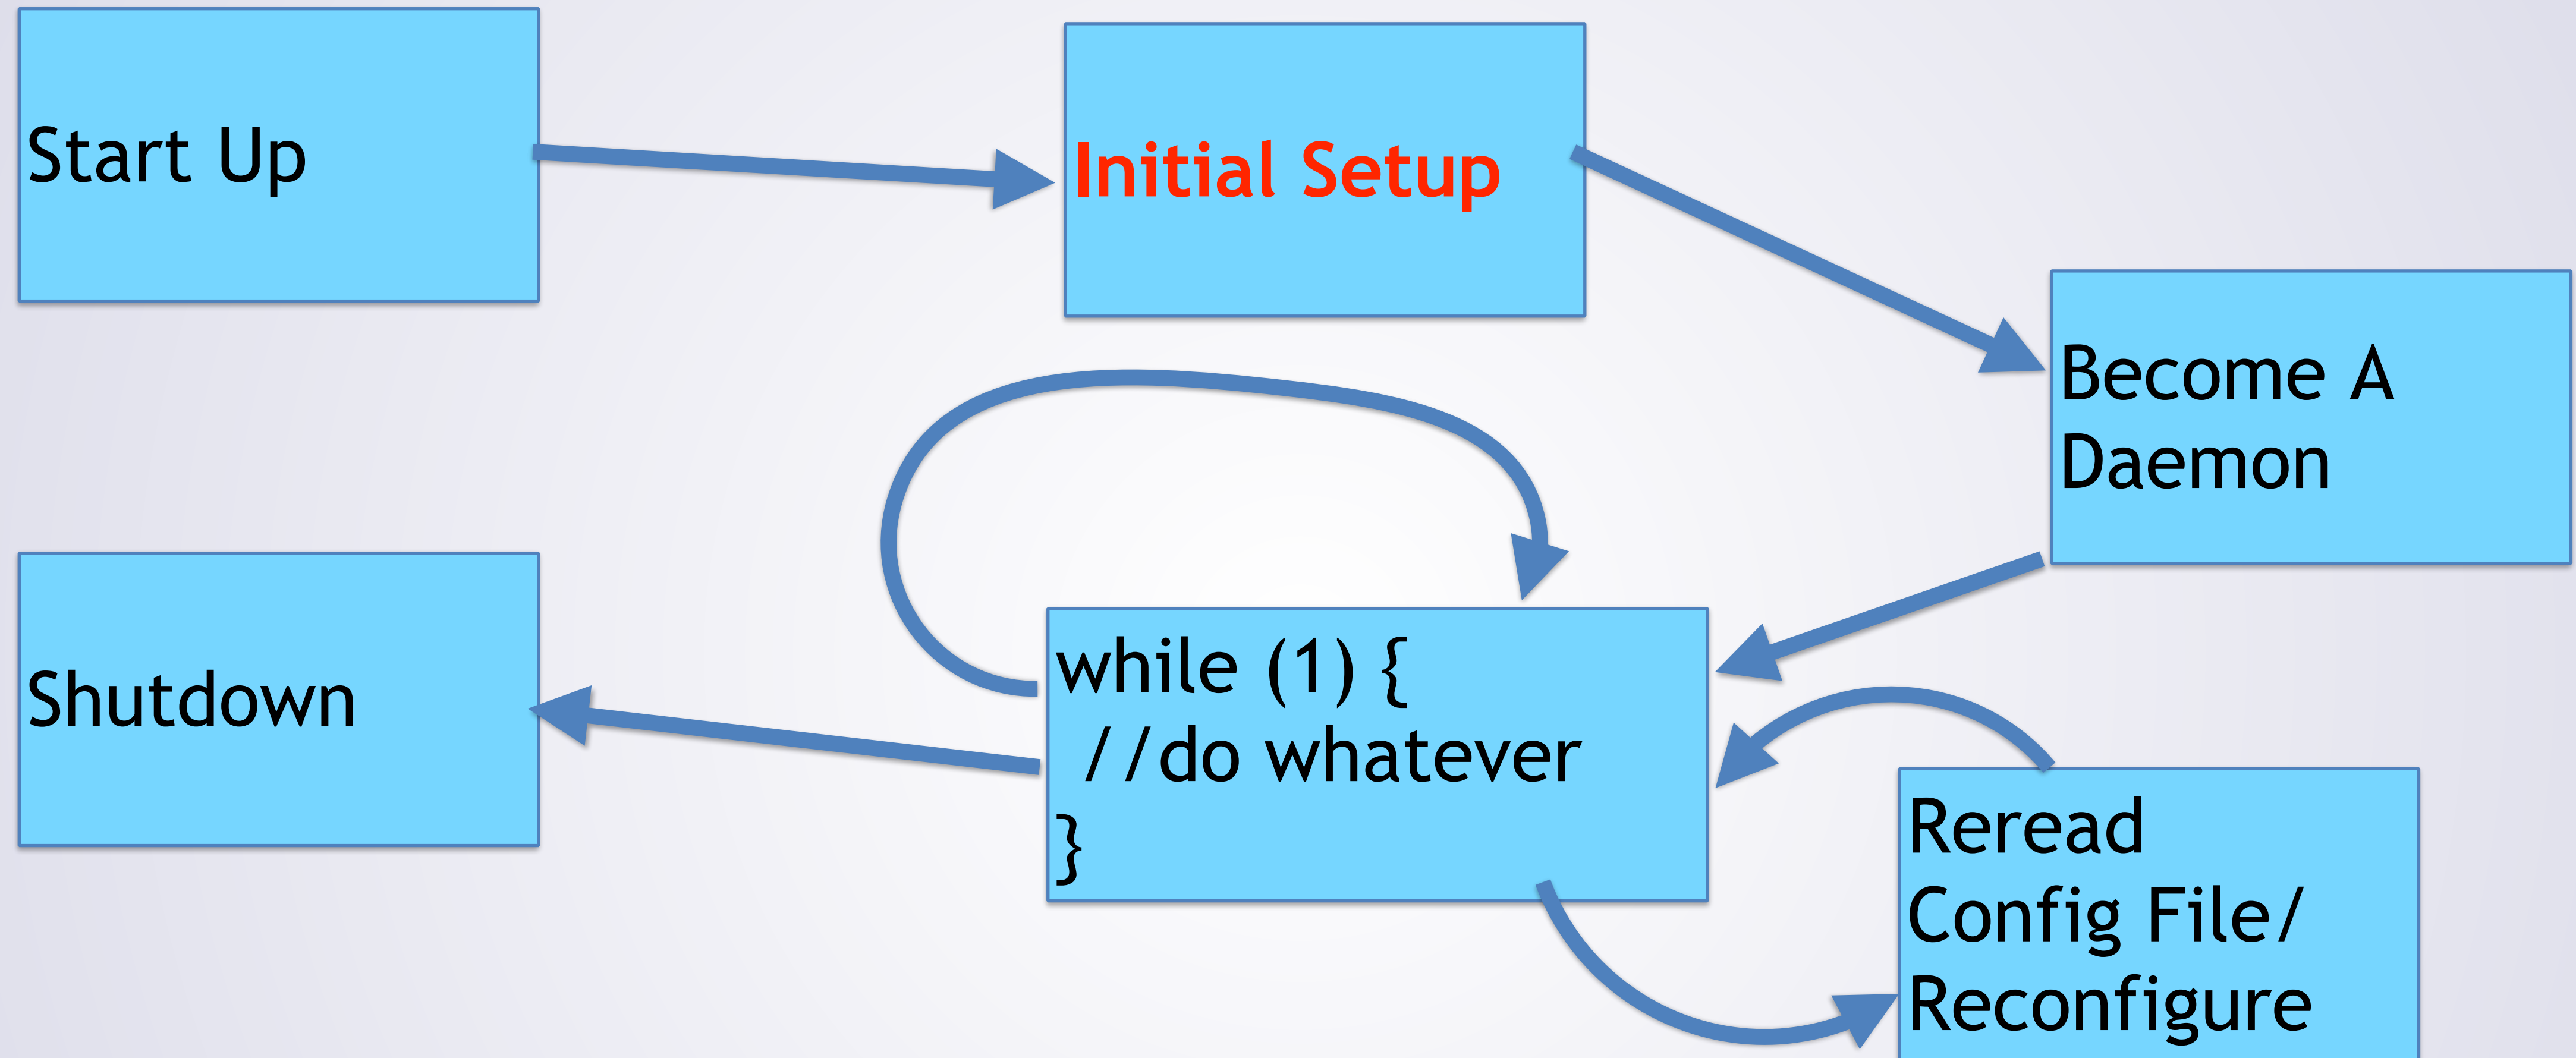 Start Up
Initial Setup
Become A
Daemon
Shutdown
while (1) {
//do whatever
}
Reread
Config File/
Reconfigure